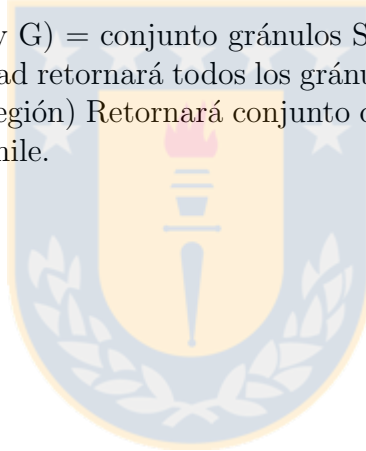 y G) = conjunto gránulos S
ad retornará todos los gránu
egión) Retornará conjunto
hile.